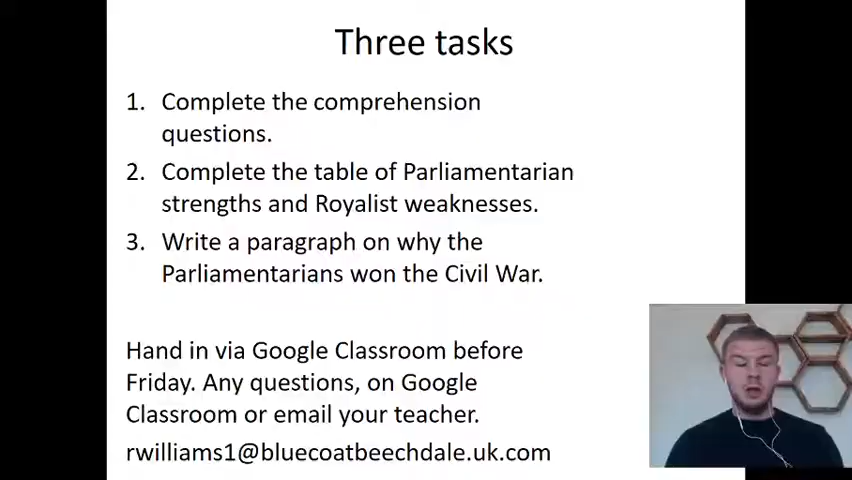 Three tasks
1. Complete the comprehension
questions.
2. Complete the table of Parliamentarian
strengths and Royalist weaknesses.
3. Write a paragraph on why the
Parliamentarians won the Civil War.
Hand in via Google Classroom before
Friday. Any questions, on Google
Classroom or email your teacher.
rwilliams1@bluecoatbeechdale.uk.com